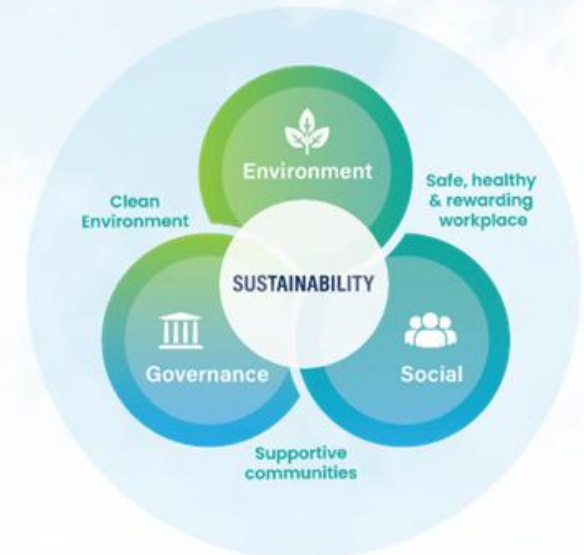 Environment
Clean
Environment
Safe, healthy
& rewarding
workplace
SUSTAINABILITY
Governance
Social
Supportive
communities